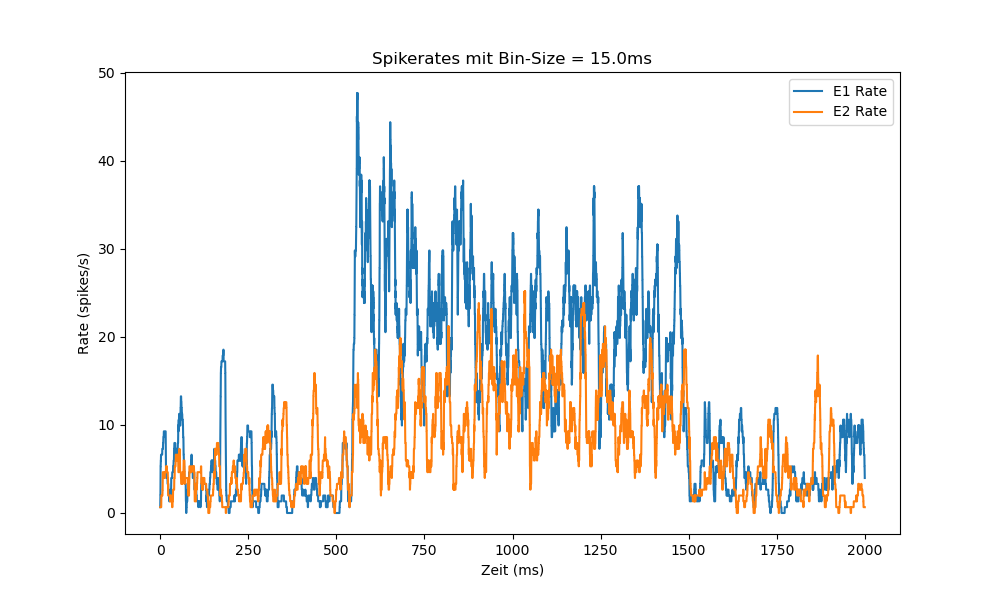 Spikerates mit Bin-Size = 15.0ms
E1 Rate
E2 Rate
Rate (spikes/s)
50
40
30
20
10
0
0 250 500 750 1000 1250 1500 1750 2000
Zeit (ms)